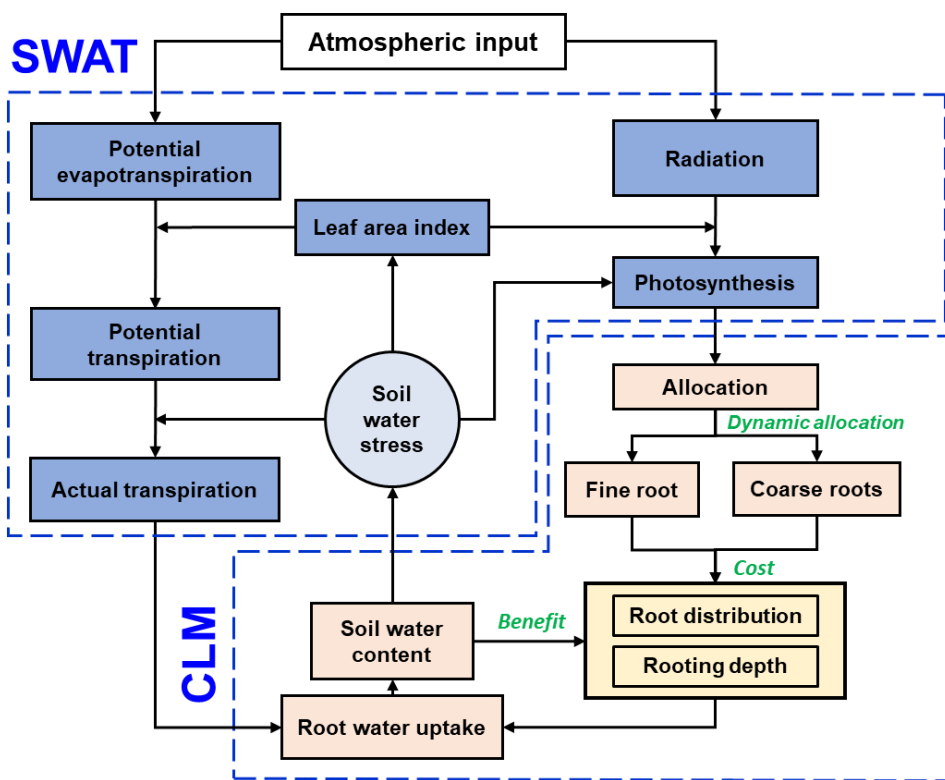 Atmospheric input
SWAT
Potential
evapotranspiration
Radiation
Leaf area index
Photosynthesis
Potential
transpiration
Soil
water
stress
Allocation
Dynamic allocation
Actual transpiration
Fine root
Coarse roots
Cost
CLM
Soil water
content
Benefit
Root distribution
Rooting depth
Root water uptake